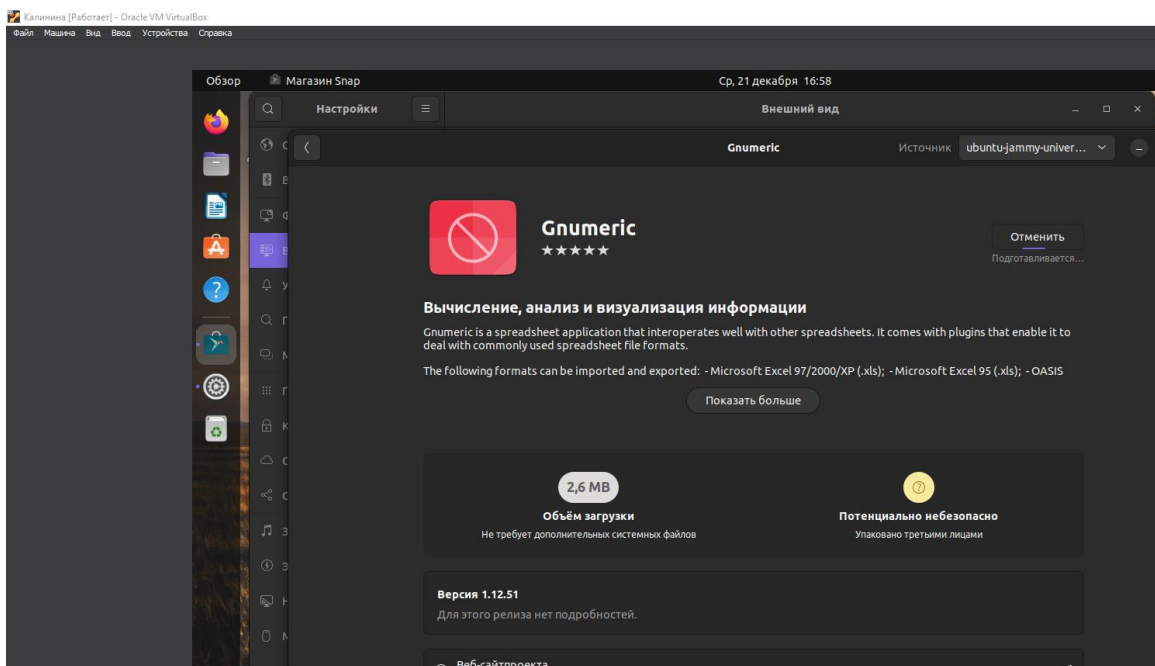 Калинина [Работает] - Oracle VM VirtualBox
Файл Машина Вид Ввод Устройства Справка
Обзор Магазин Snap Ср, 21 декабря 16:58
Настройки Внешний вид
Gnumeric Источник ubuntu-jammy-univer...
Gnumeric
Отменить
Подготавливается...
Вычисление, анализ и визуализация информации
Gnumeric is a spreadsheet application that interoperates well with other spreadsheets. It comes with plugins that enable it to
deal with commonly used spreadsheet file formats.
The following formats can be imported and exported: - Microsoft Excel 97/2000/XP (.xls); - Microsoft Excel 95 (.xls); - OASIS
Показать больше
2,6 MB
Объём загрузки
Не требует дополнительных системных файлов
Потенциально небезопасно
Упаковано третьими лицами
Версия 1.12.51
Для этого релиза нет подробностей.
Веб-сайтпроекта